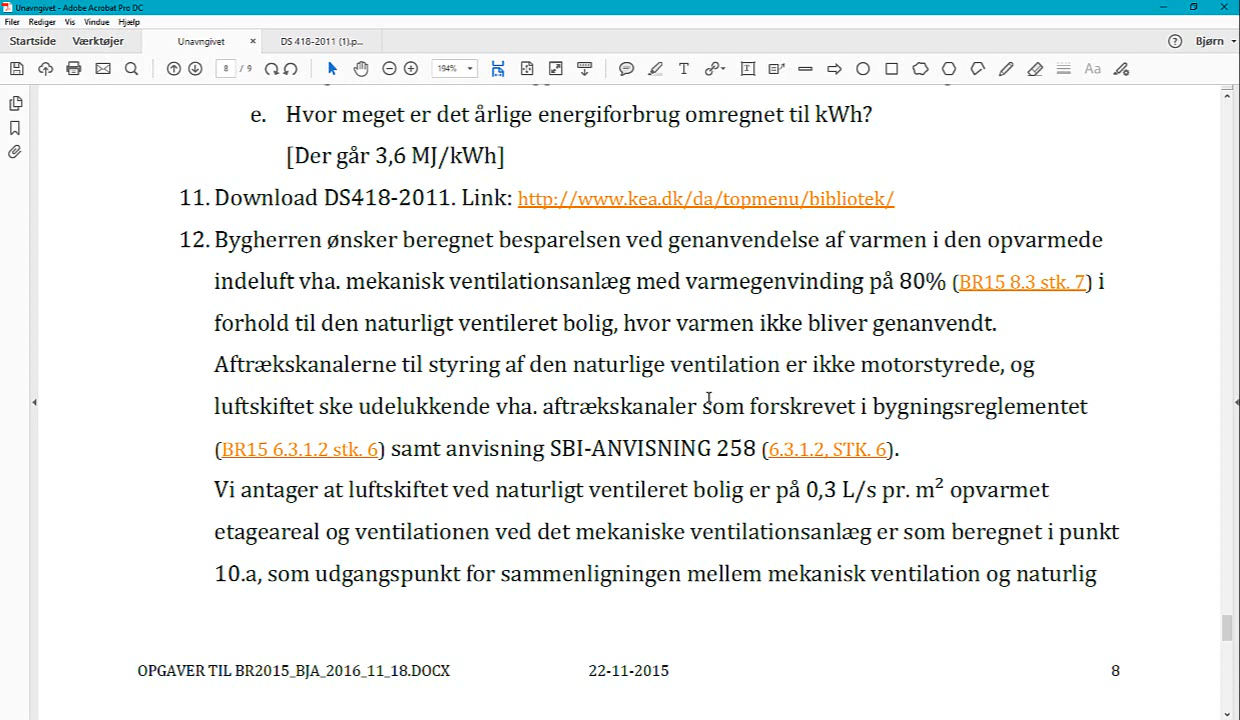 Unavngivet - Adobe Acrobat Pro DC
Filer Rediger Vis Vindue Hjælp
Startside Værktøjer Unavngivet × DS 418-2011 (1).p... Bjørn
8 / 9 194%
e. Hvor meget er det årlige energiforbrug omregnet til kWh?
[Der går 3,6 MJ/kWh]
11. Download DS418-2011. Link: http://www.kea.dk/da/topmenu/bibliotek/
12. Bygherren ønsker beregnet besparelsen ved genanvendelse af varmen i den opvarmede
indeluft vha. mekanisk ventilationsanlæg med varmegenvinding på 80% (BR15 8.3 stk. 7) i
forhold til den naturligt ventileret bolig, hvor varmen ikke bliver genanvendt.
Aftrækskanalerne til styring af den naturlige ventilation er ikke motorstyrede, og
luftskiftet ske udelukkende vha. aftrækskanaler som forskrevet i bygningsreglementet
(BR15 6.3.1.2 stk. 6) samt anvisning SBI-ANVISNING 258 (6.3.1.2, STK. 6).
Vi antager at luftskiftet ved naturligt ventileret bolig er på 0,3 L/s pr. m² opvarmet
etageareal og ventilationen ved det mekaniske ventilationsanlæg er som beregnet i punkt
10.a, som udgangspunkt for sammenligningen mellem mekanisk ventilation og naturlig
OPGAVER TIL BR2015_BJA_2016_11_18.DOCX 22-11-2015 8